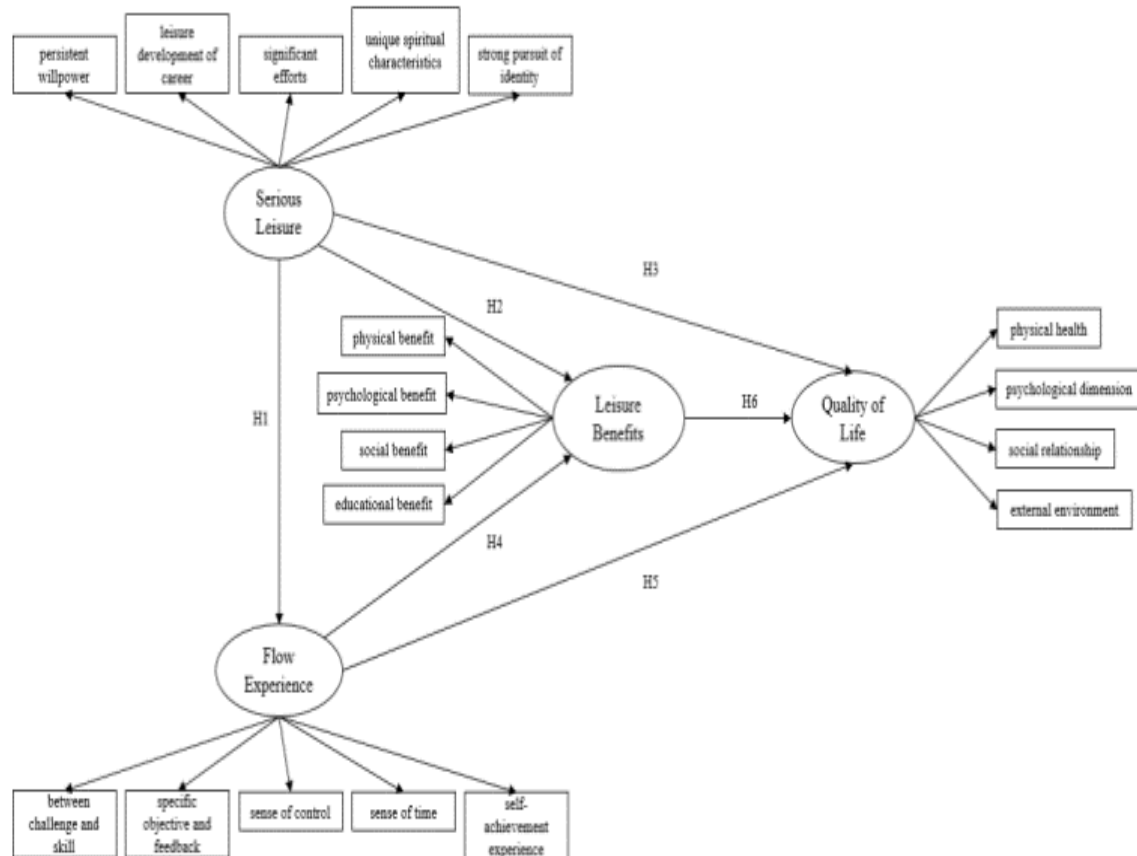 persistent
willpower
leisure
development of
career
significant
efforts
unique spiritual
characteristics
strong pursuit of
identity
Serious
Leisure
H3
H2
physical benefit
psychological benefit
social benefit
educational benefit
H1
Leisure
Benefits
H6
Quality of
Life
physical health
psychological dimension
social relationship
external environment
H4
H5
Flow
Experience
between
challenge and
skill
specific
objective and
feedback
sense of control
sense of time
self-
achievement
experience